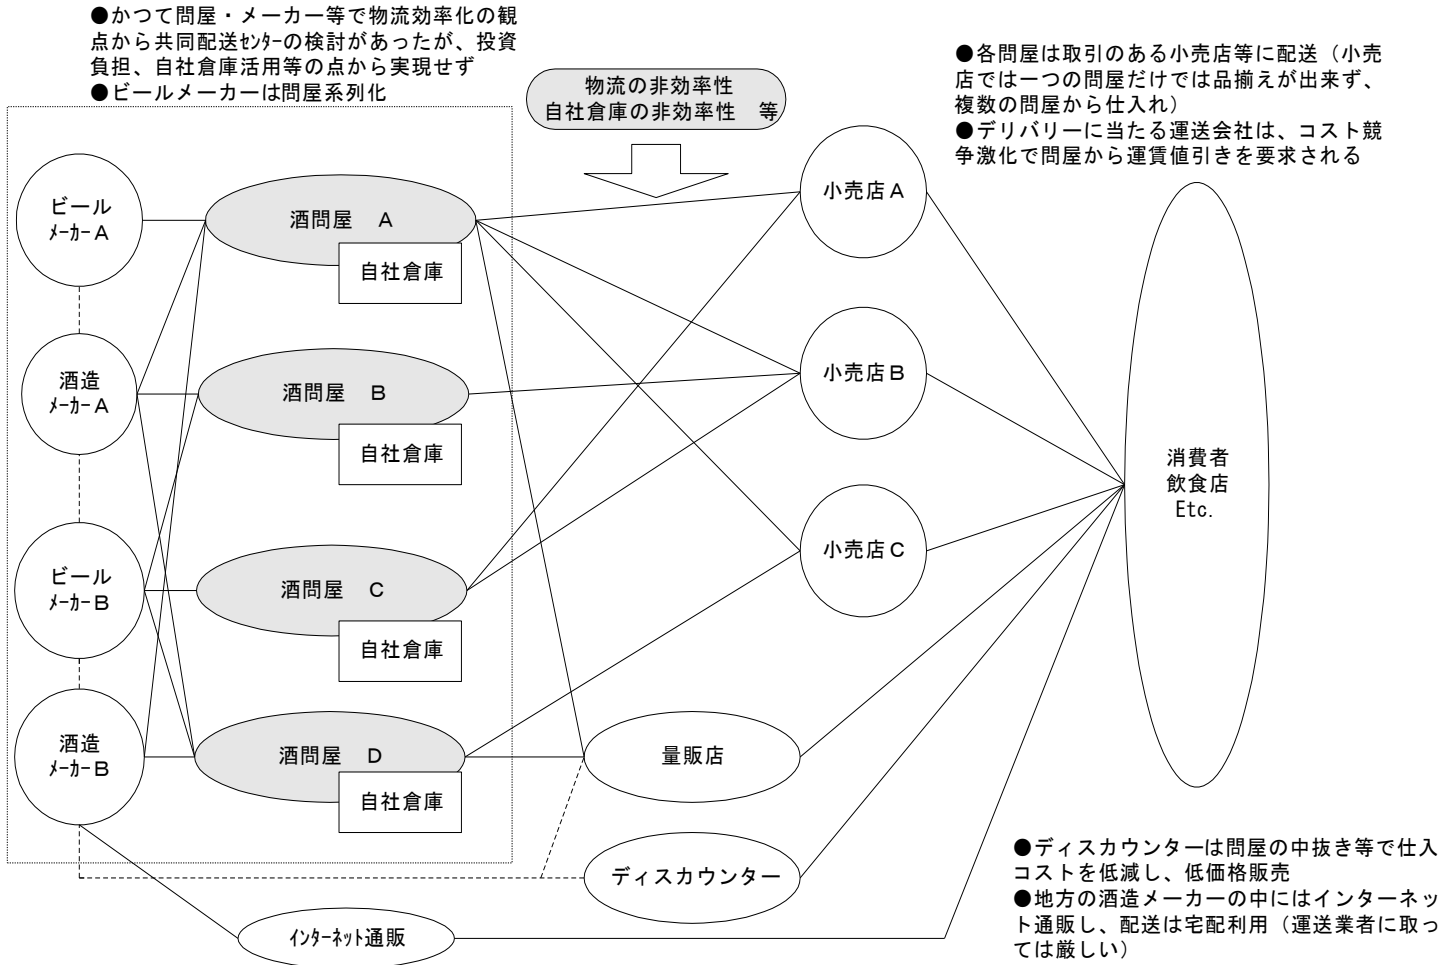 ●かつて問屋・メーカー等で物流効率化の観
点から共同配送ｾﾝﾀｰの検討があったが、投資
負担、自社倉庫活用等の点から実現せず
●ビールメーカーは問屋系列化
物流の非効率性
自社倉庫の非効率性　等
●各問屋は取引のある小売店等に配送（小売
店では一つの問屋だけでは品揃えが出来ず、
複数の問屋から仕入れ）
●デリバリーに当たる運送会社は、コスト競
争激化で問屋から運賃値引きを要求される
ビール
ﾒｰｶｰＡ
酒問屋　Ａ
自社倉庫
小売店Ａ
酒造
ﾒｰｶｰＡ
酒問屋　Ｂ
自社倉庫
小売店Ｂ
ビール
ﾒｰｶｰＢ
酒問屋　Ｃ
自社倉庫
小売店Ｃ
酒造
ﾒｰｶｰＢ
酒問屋　Ｄ
自社倉庫
量販店
ディスカウンター
ｲﾝﾀｰﾈｯﾄ通販
消費者
飲食店
Etc.
●ディスカウンターは問屋の中抜き等で仕入
コストを低減し、低価格販売
●地方の酒造メーカーの中にはインターネッ
ト通販し、配送は宅配利用（運送業者に取っ
ては厳しい）